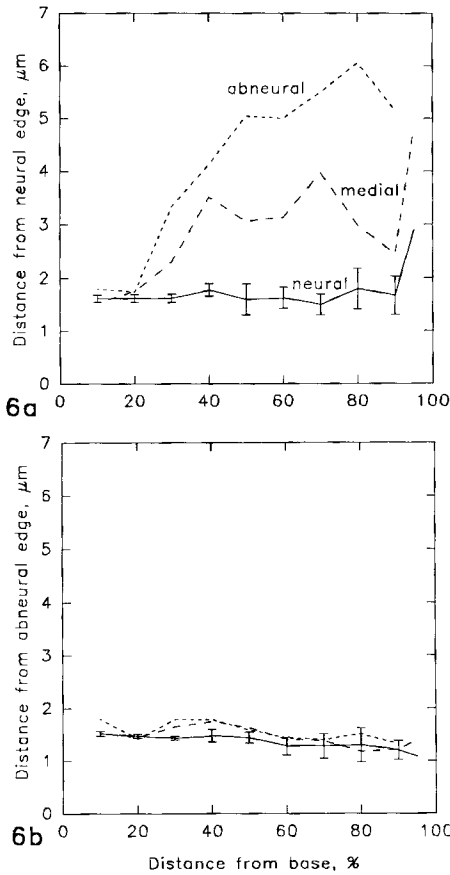 7
6
5
4
3
2
1
0
Distance from neural edge, μm
abneural
medial
neural
6a
0 20 40 60 80 100
7
6
5
4
3
2
1
0
Distance from abneural edge, μm
6b
0 20 40 60 80 100
Distance from base, %